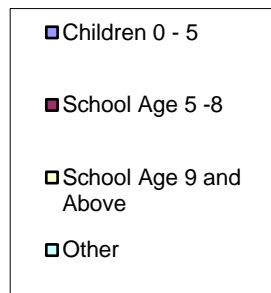 Children 0 - 5
School Age 5 -8
School Age 9 and
Above
Other